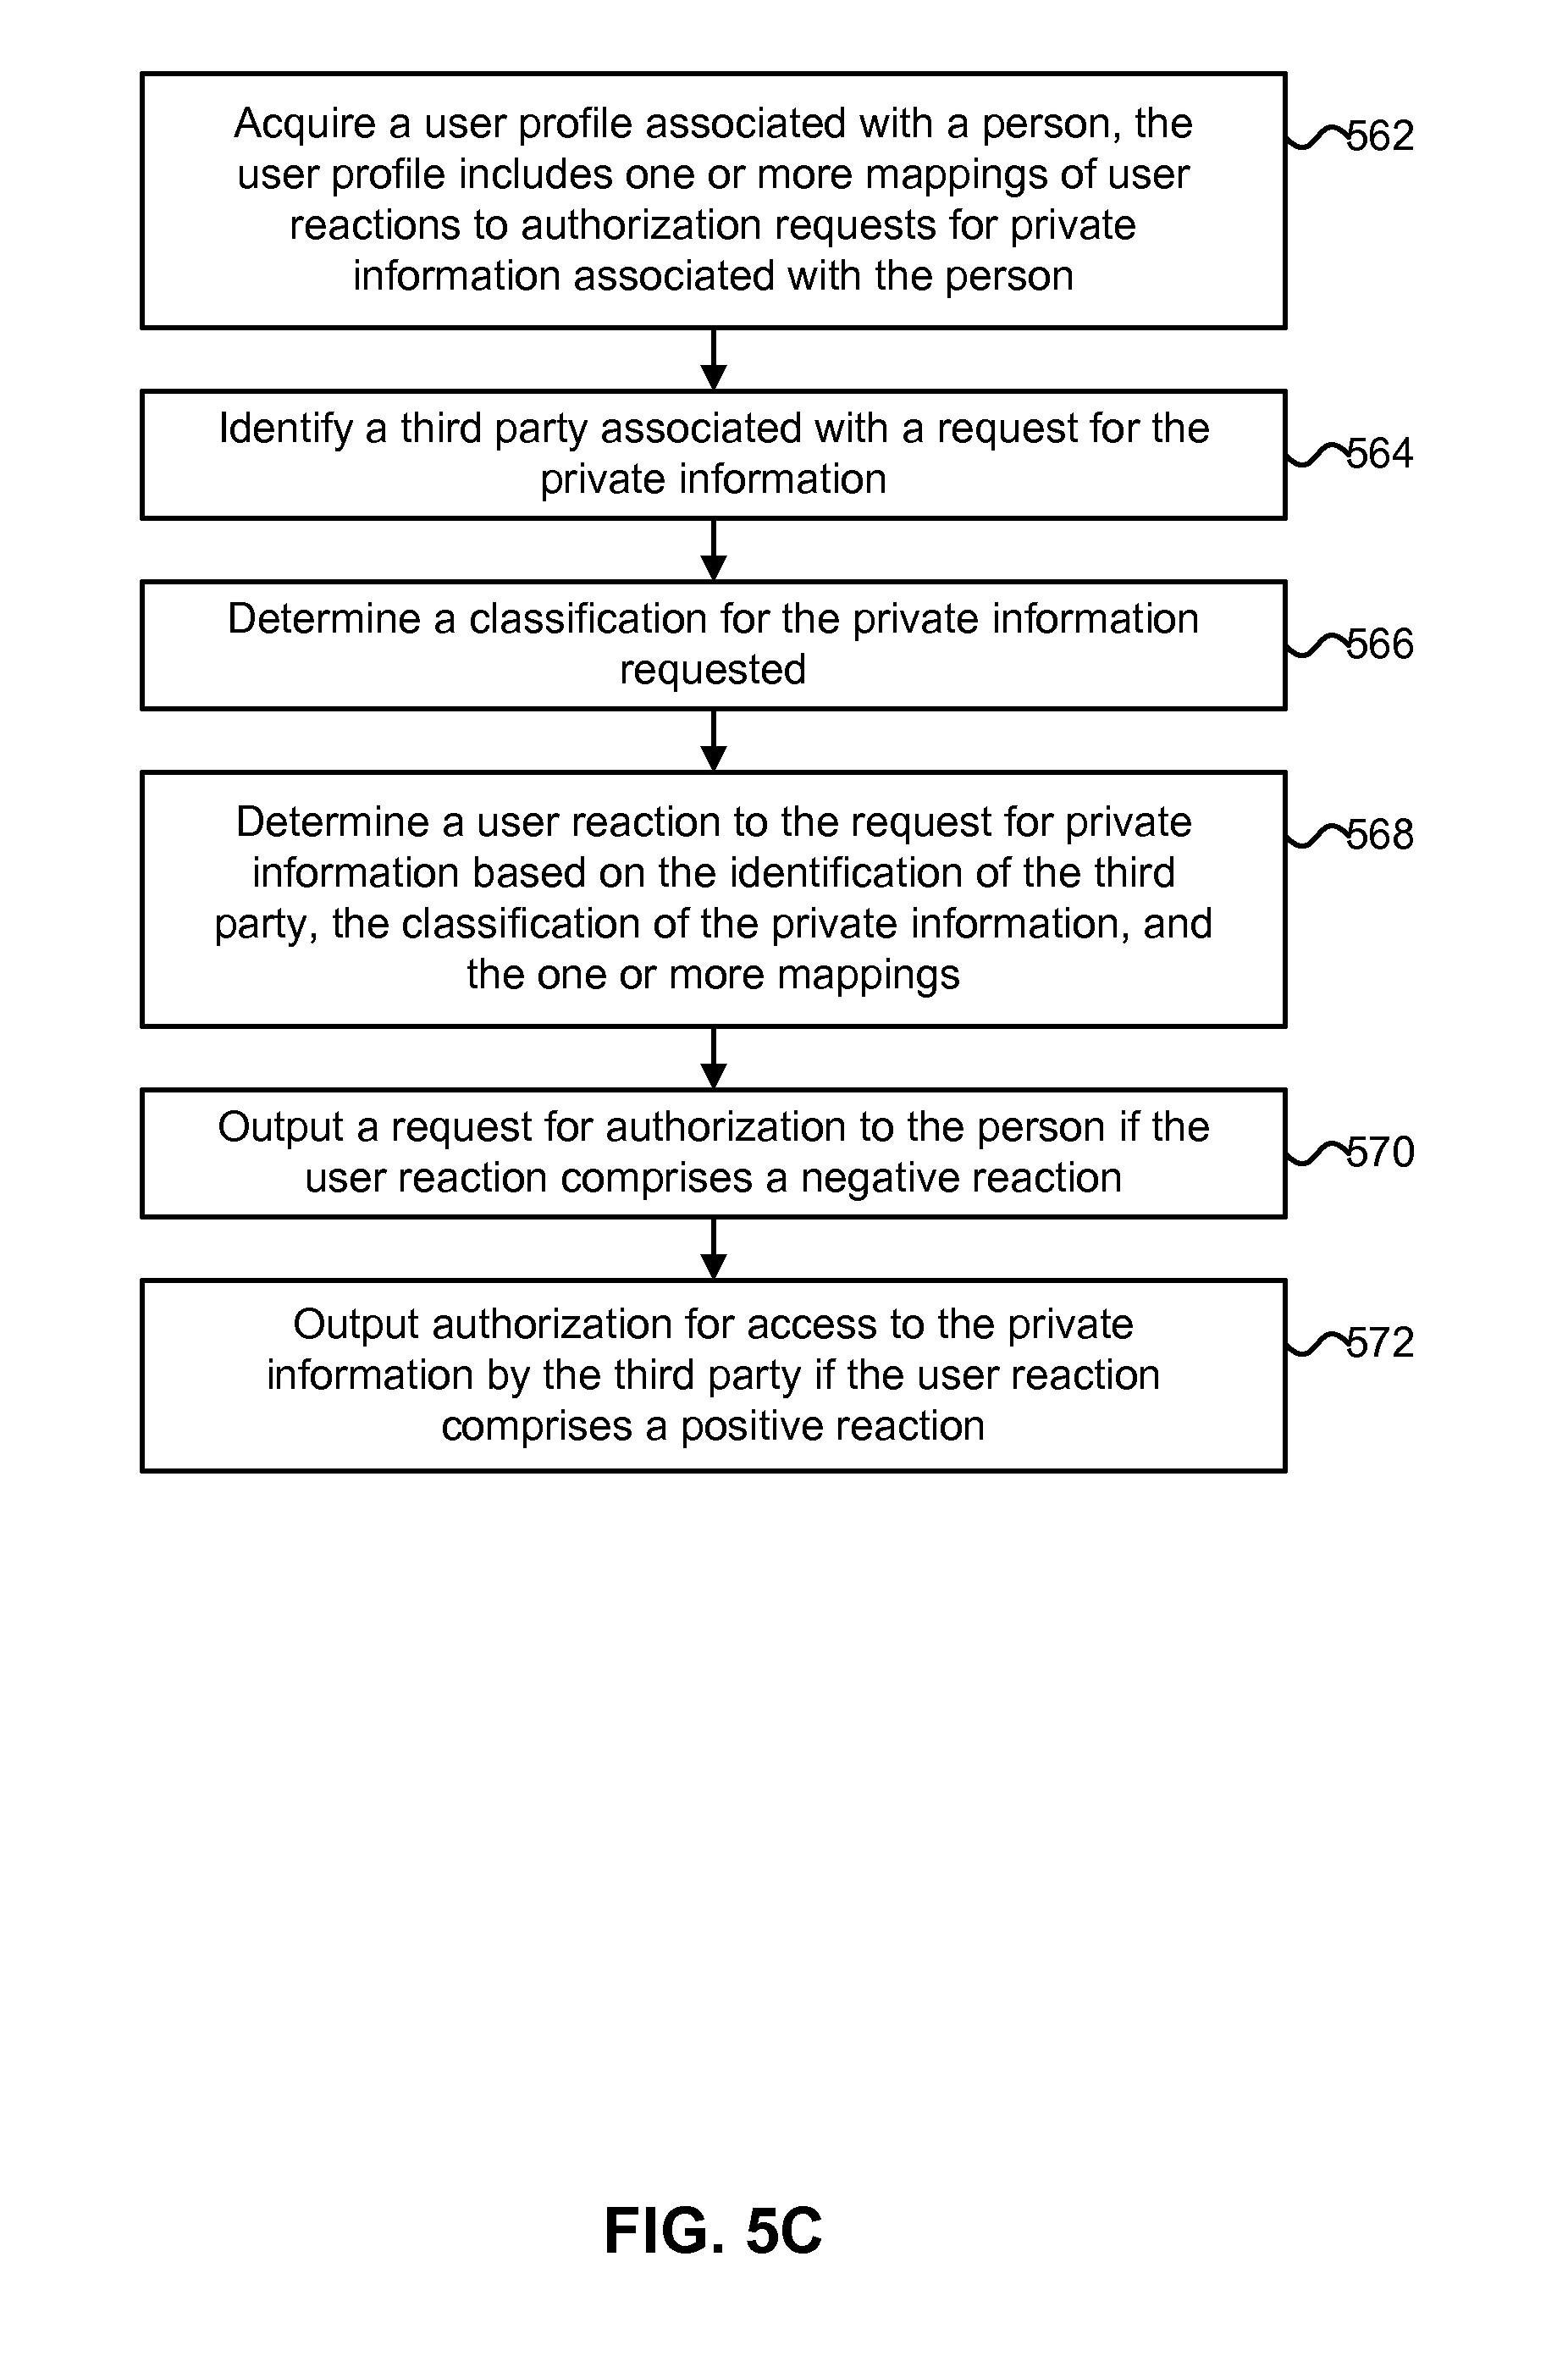 Acquire a user profile associated with a person, the
user profile includes one or more mappings of user
reactions to authorization requests for private
information associated with the person
562
Identify a third party associated with a request for the
private information
564
Determine a classification for the private information
requested
566
Determine a user reaction to the request for private
information based on the identification of the third
party, the classification of the private information, and
the one or more mappings
568
Output a request for authorization to the person if the
user reaction comprises a negative reaction
570
Output authorization for access to the private
information by the third party if the user reaction
comprises a positive reaction
572
FIG. 5C